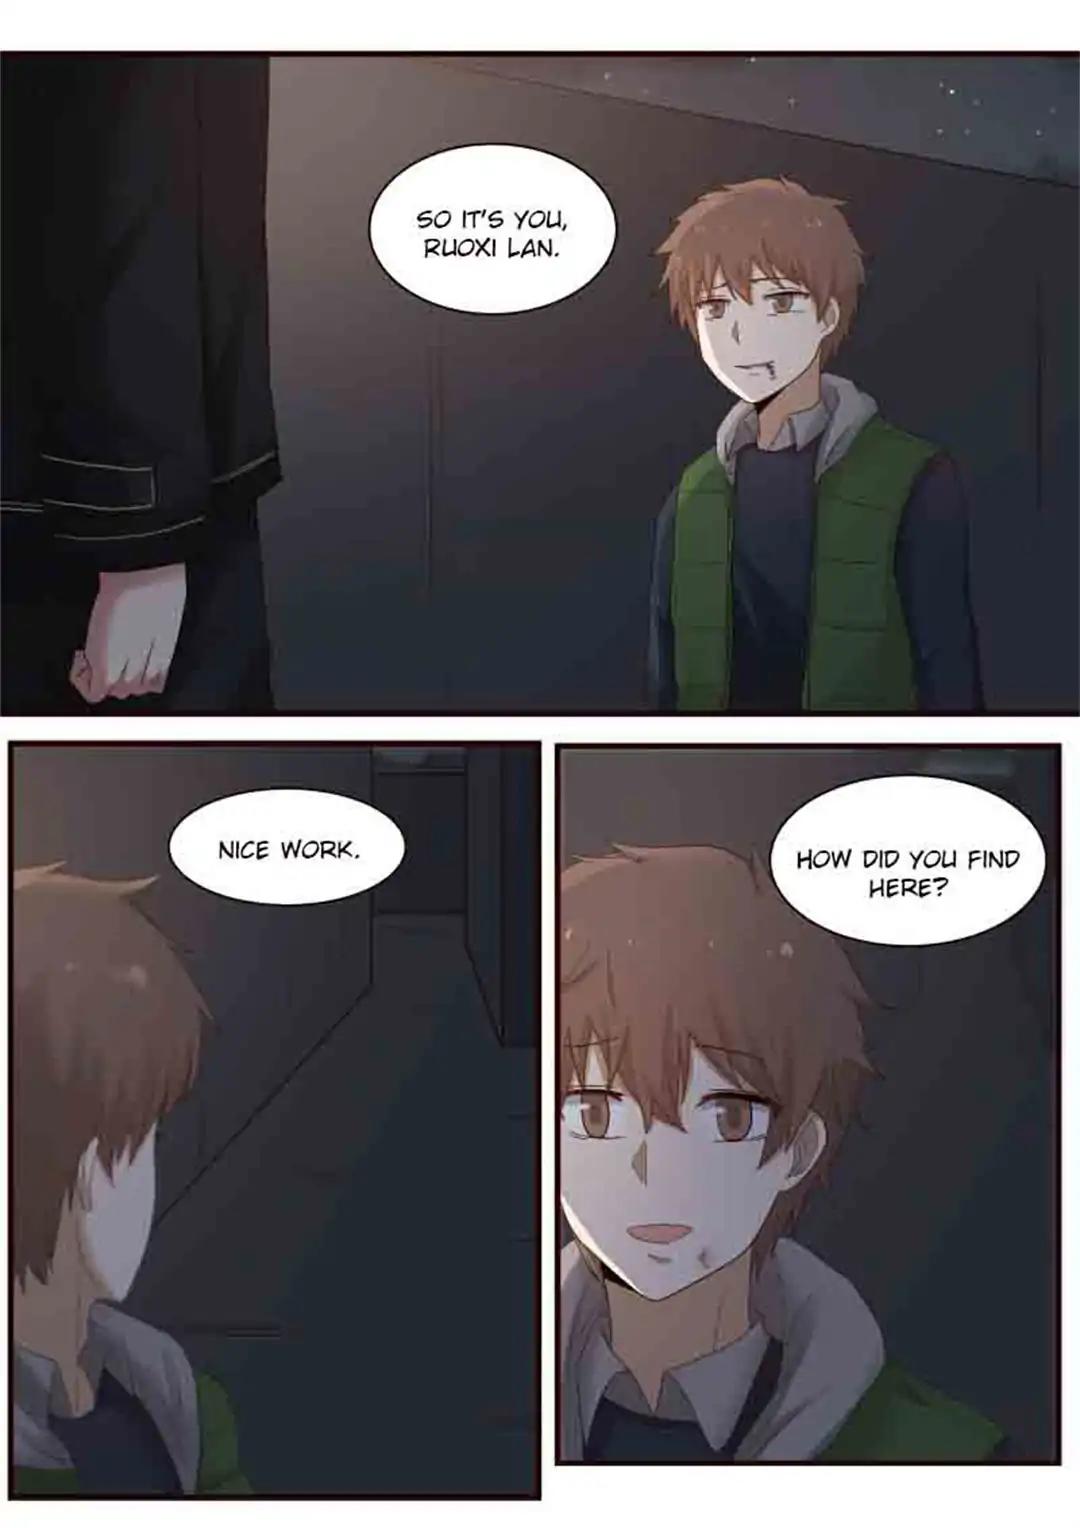 SO IT'S YOU,
RUOXI LAN.
NICE WORK.
HOW DID YOU FIND
HERE?